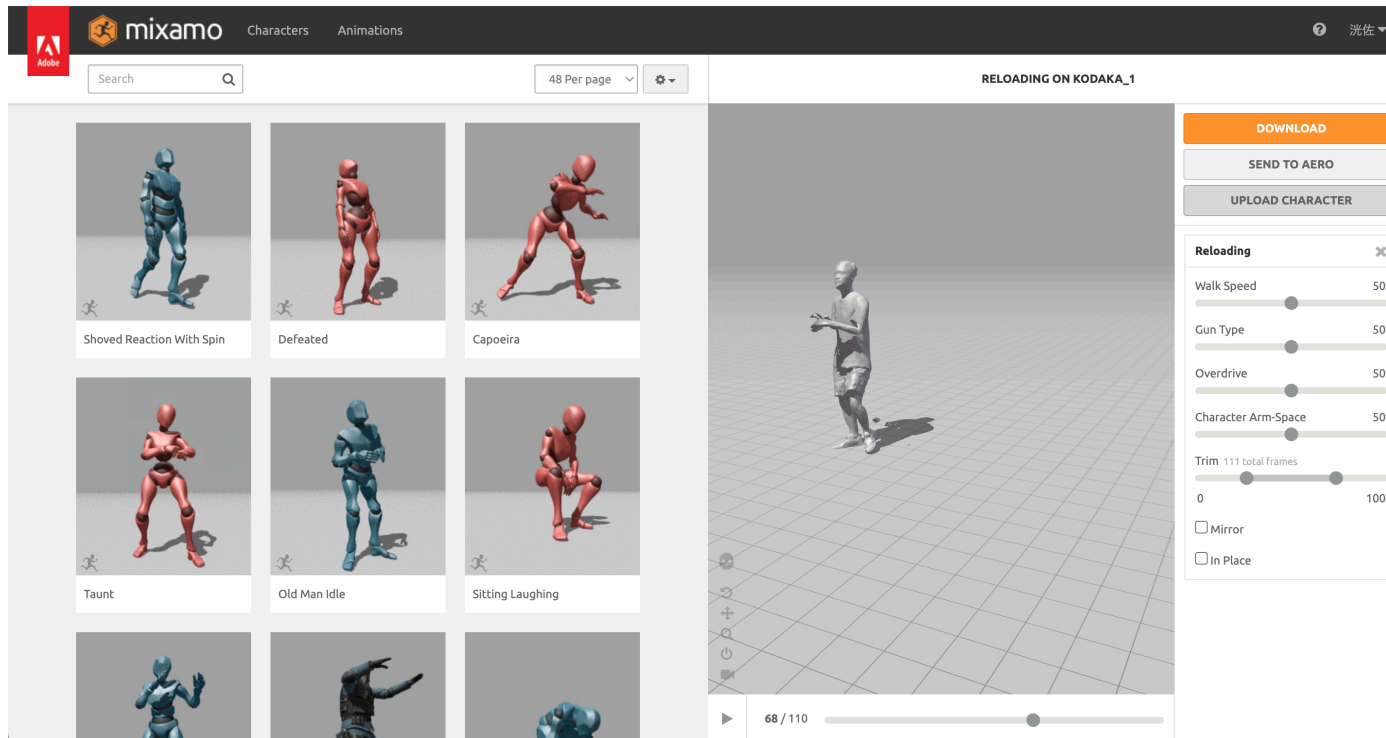 Adobe
mixamo
Characters
Animations
洸佐
Search
48 Per page
RELOADING ON KODAKA_1
Shoved Reaction With Spin
Defeated
Capoeira
Taunt
Old Man Idle
Sitting Laughing
68 / 110
DOWNLOAD
SEND TO AERO
UPLOAD CHARACTER
Reloading
Walk Speed 50
Gun Type 50
Overdrive 50
Character Arm-Space 50
Trim 111 total frames
0 100
Mirror
In Place